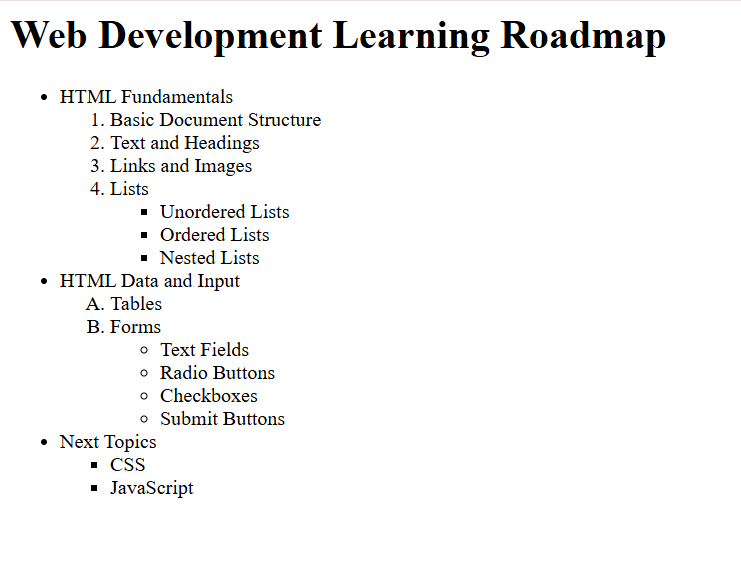 Web Development Learning Roadmap
• HTML Fundamentals
1. Basic Document Structure
2. Text and Headings
3. Links and Images
4. Lists
▪ Unordered Lists
▪ Ordered Lists
▪ Nested Lists
• HTML Data and Input
A. Tables
B. Forms
◦ Text Fields
◦ Radio Buttons
◦ Checkboxes
◦ Submit Buttons
• Next Topics
▪ CSS
▪ JavaScript